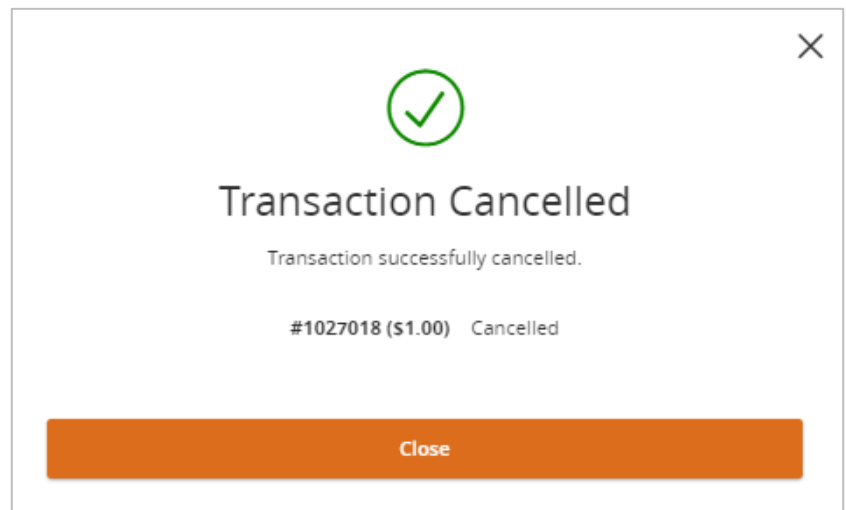 Transaction Cancelled
Transaction successfully cancelled.
#1027018 ($1.00) Cancelled
Close